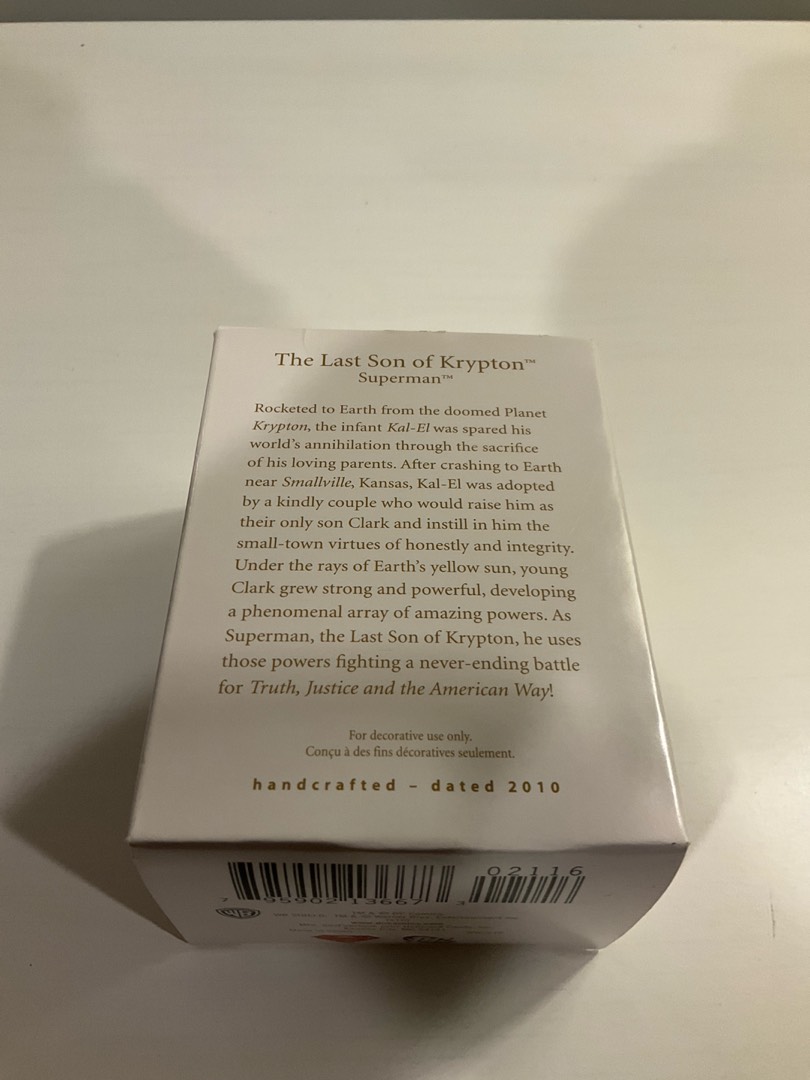 The Last Son of Krypton™
Superman™
Rocketed to Earth from the doomed Planet
Krypton, the infant Kal-El was spared his
world's annihilation through the sacrifice
of his loving parents. After crashing to Earth
near Smallville, Kansas, Kal-El was adopted
by a kindly couple who would raise him as
their only son Clark and instill in him the
small-town virtues of honestly and integrity.
Under the rays of Earth's yellow sun, young
Clark grew strong and powerful, developing
a phenomenal array of amazing powers. As
Superman, the Last Son of Krypton, he uses
those powers fighting a never-ending battle
for Truth, Justice and the American Way!
For decorative use only.
Conçu à des fins décoratives seulement.
handcrafted – dated 2010
02116
7 95902 13667 3